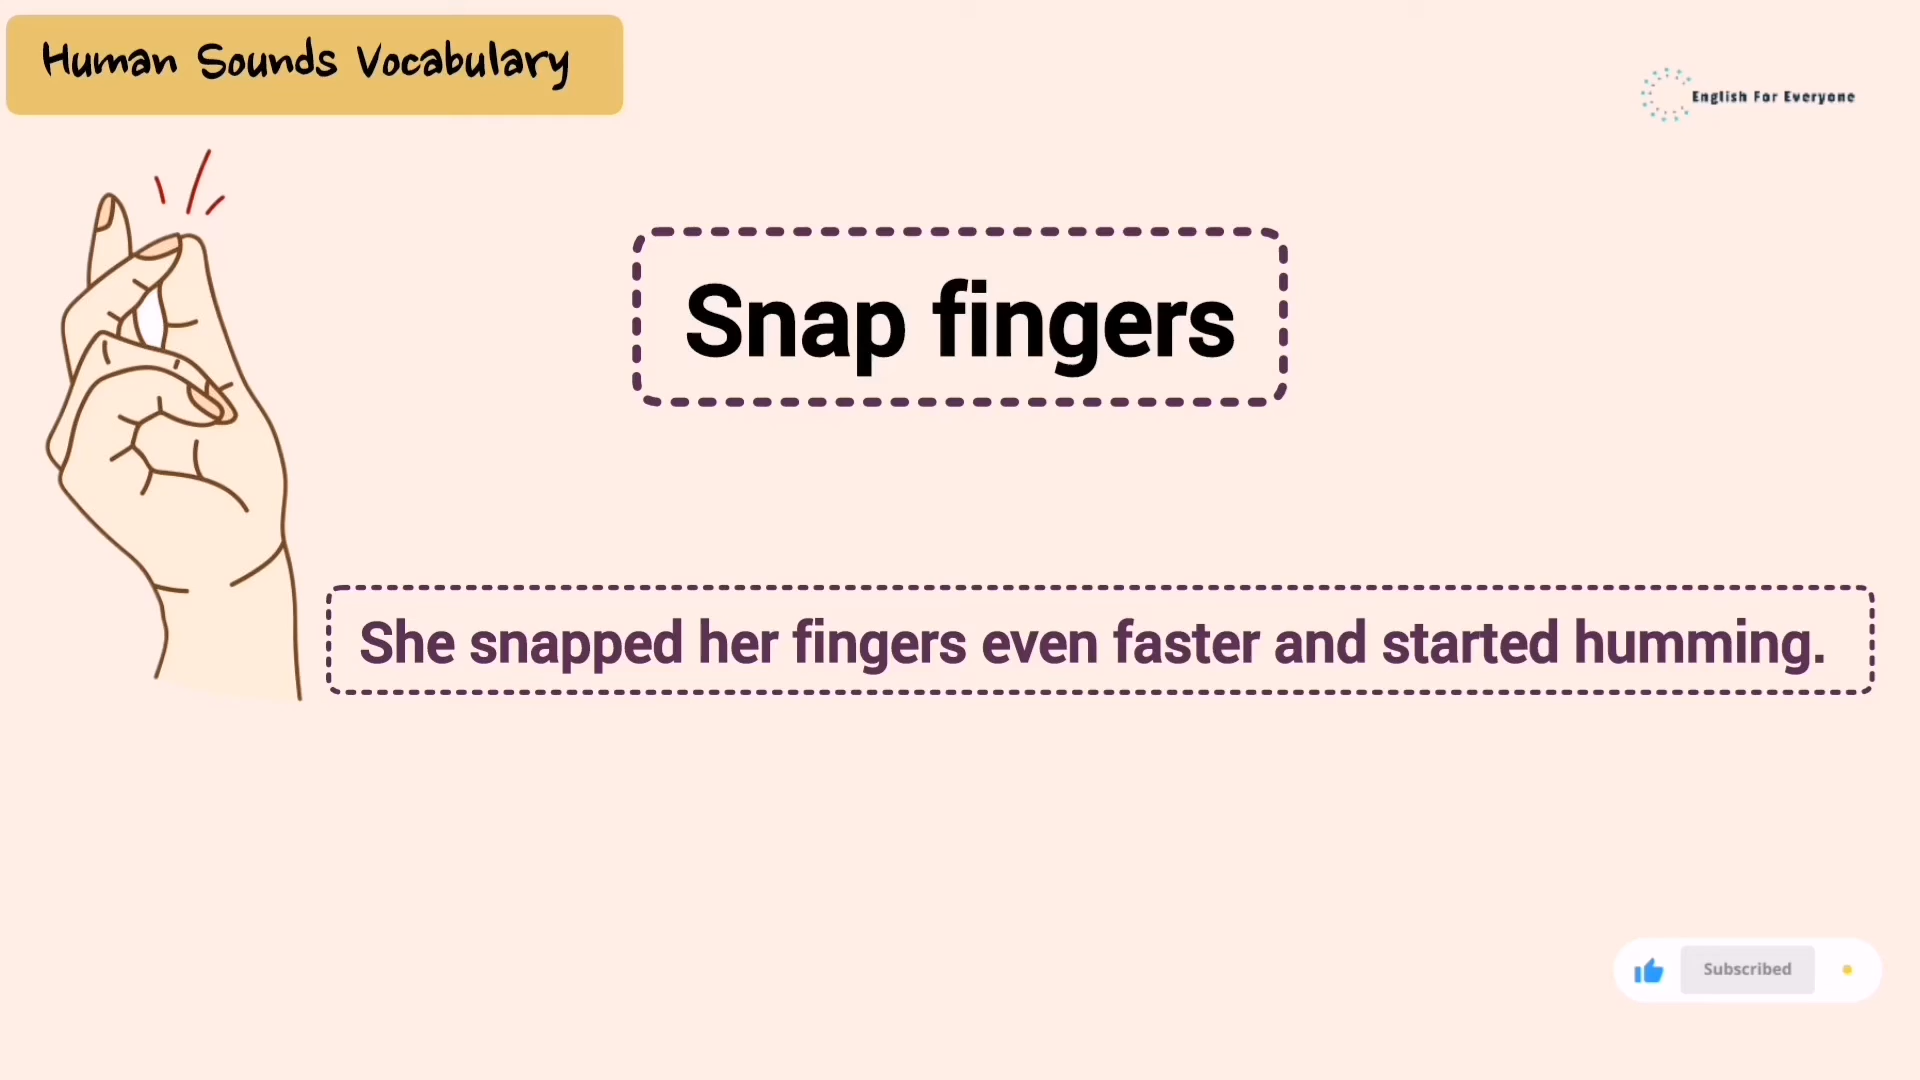 Human Sounds Vocabulary
English For Everyone
Snap fingers
She snapped her fingers even faster and started humming.
Subscribed